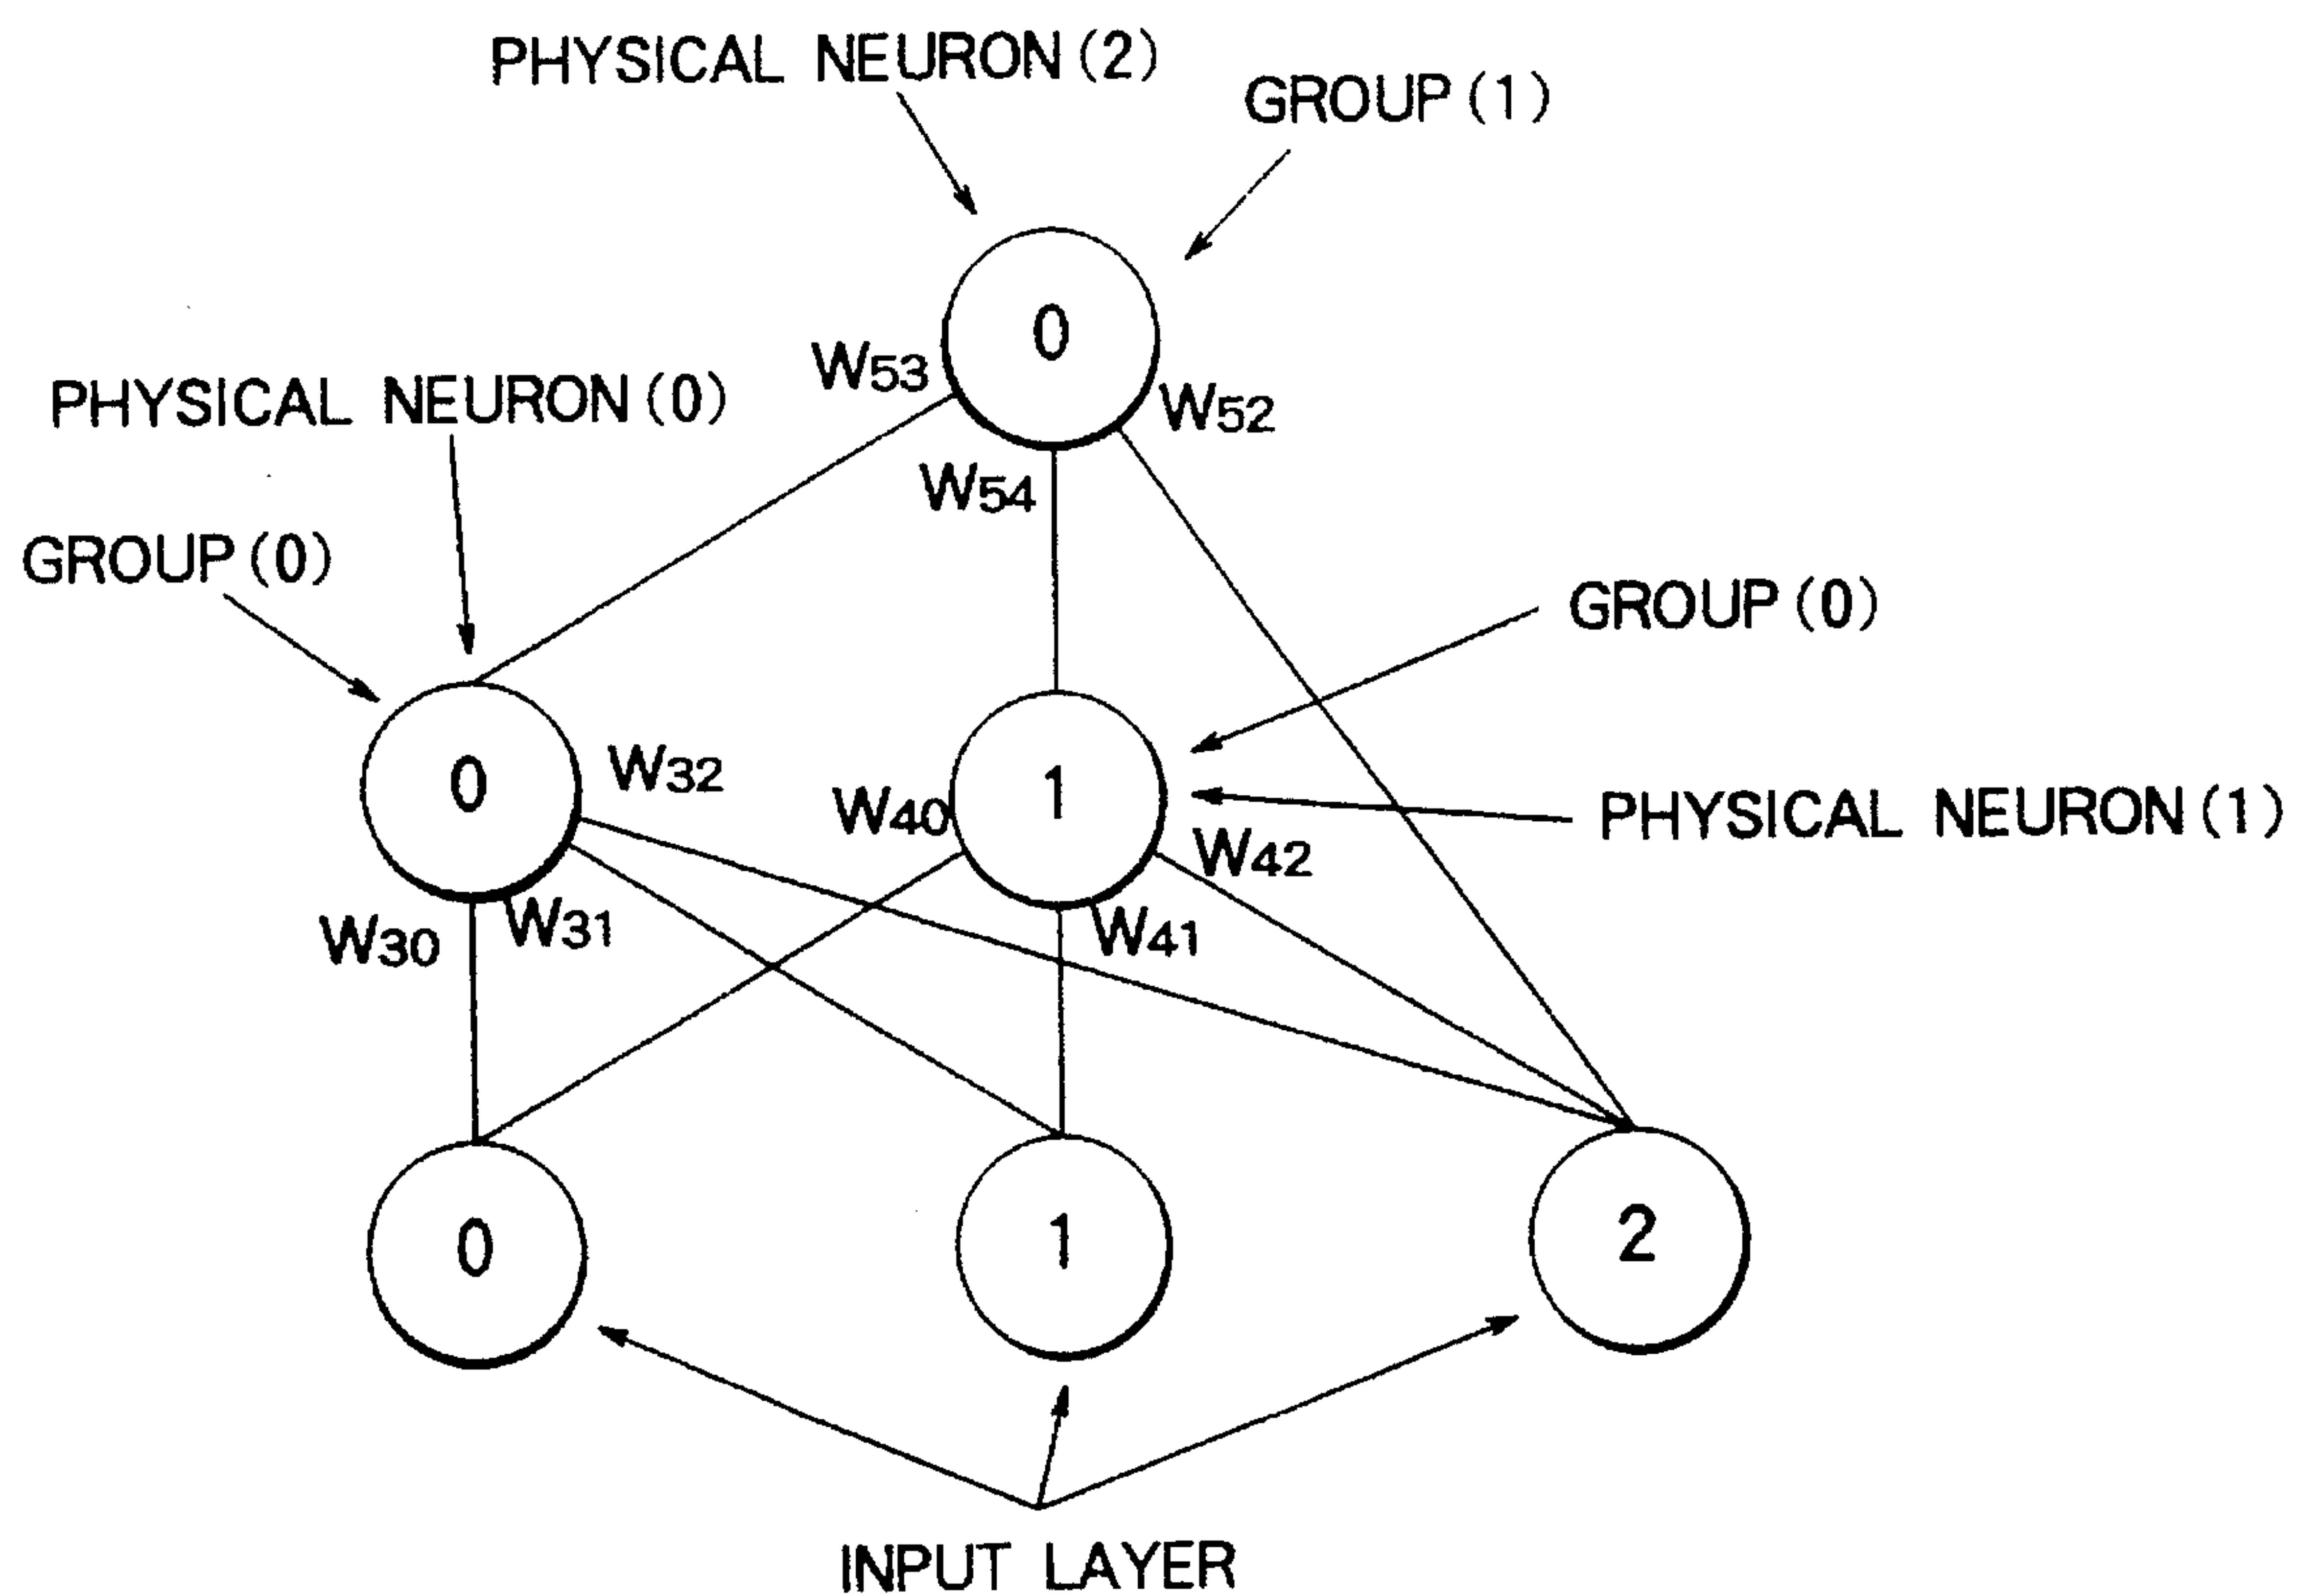 PHYSICAL NEURON(2)
GROUP(1)
0
W53
W52
PHYSICAL NEURON(0)
W54
GROUP(0)
GROUP(0)
0
W32
1
W40
PHYSICAL NEURON(1)
W42
W30
W31
W41
0
1
2
INPUT LAYER